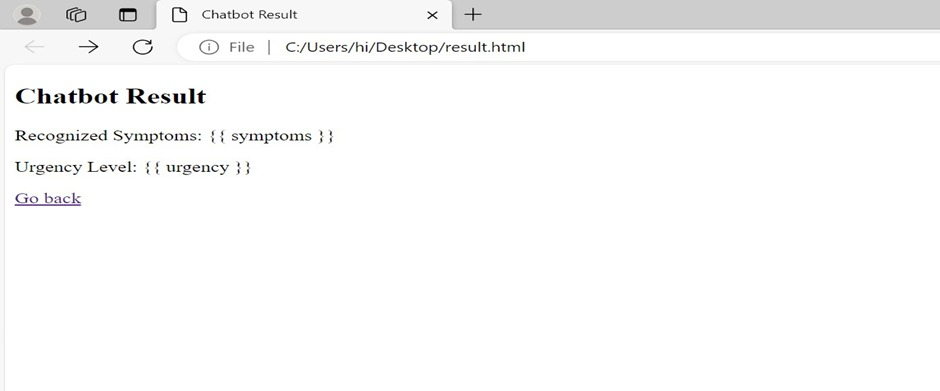 Chatbot Result
File | C:/Users/hi/Desktop/result.html
Chatbot Result
Recognized Symptoms: {{ symptoms }}
Urgency Level: {{ urgency }}
Go back